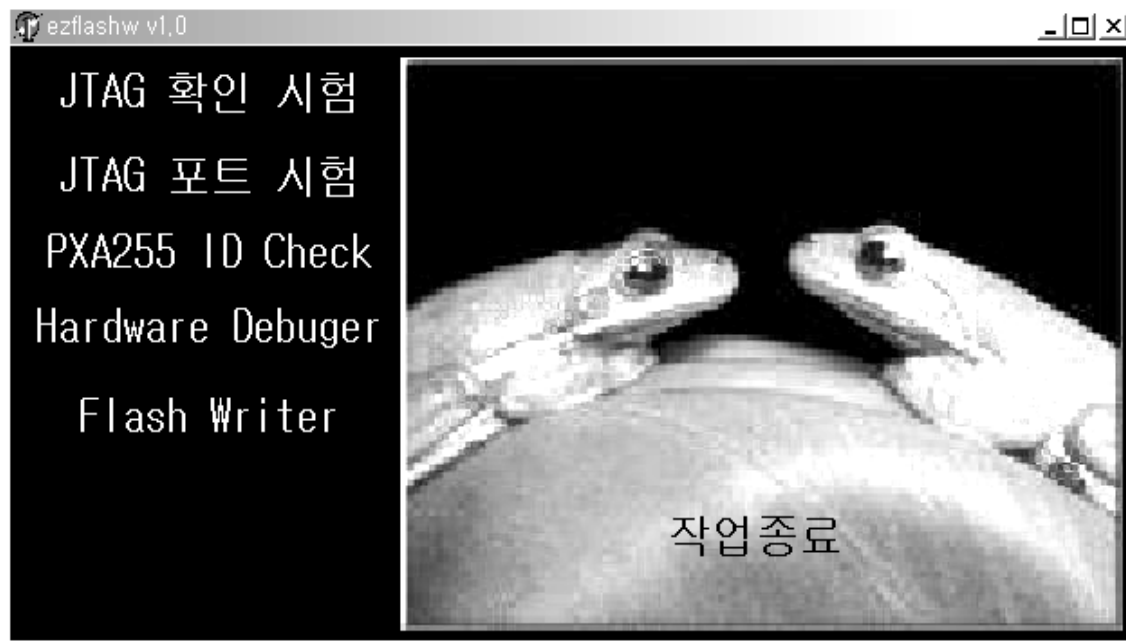 ezflashw v1.0
JTAG 확인 시험
JTAG 포트 시험
PXA255 ID Check
Hardware Debuger
Flash Writer
작업종료